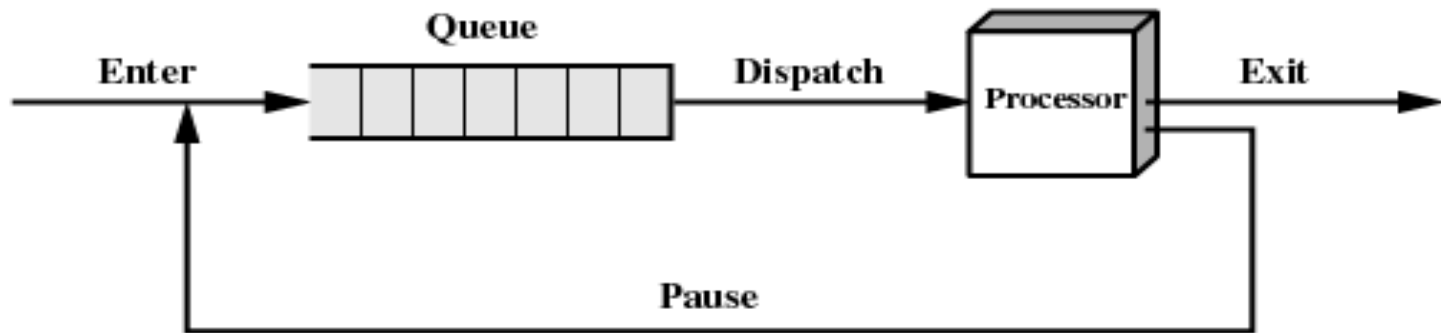 Queue
Enter
Dispatch
Processor
Exit
Pause